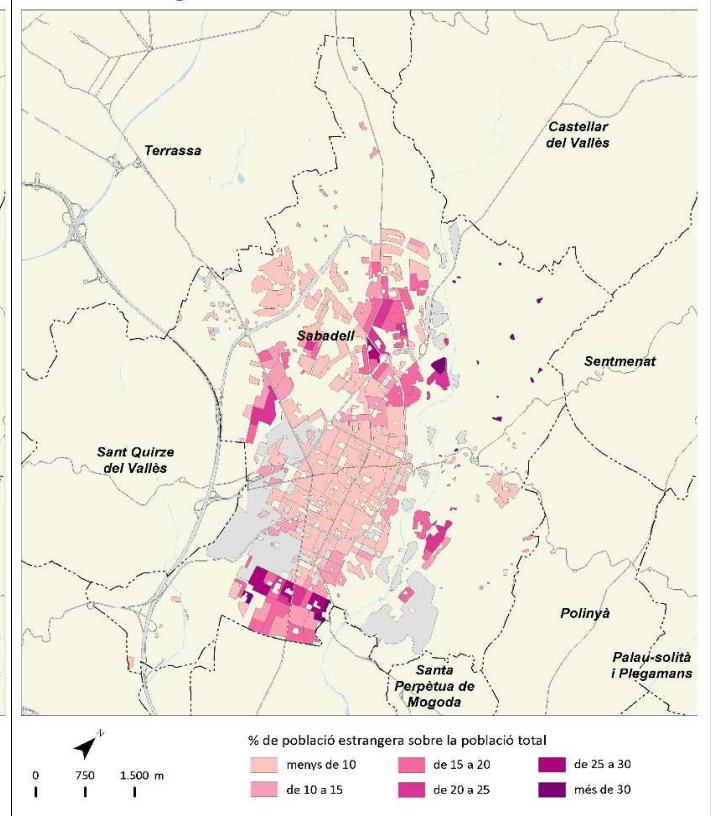 Castellar
del Vallès
Terrassa
Sabadell
Sentmenat
Sant Quirze
del Vallès
Polinyà
Palau-solità
i Plegamans
Santa
Perpètua de
Mogoda
N
% de població estrangera sobre la població total
menys de 10
de 15 a 20
de 25 a 30
de 10 a 15
de 20 a 25
més de 30
0 750 1.500 m